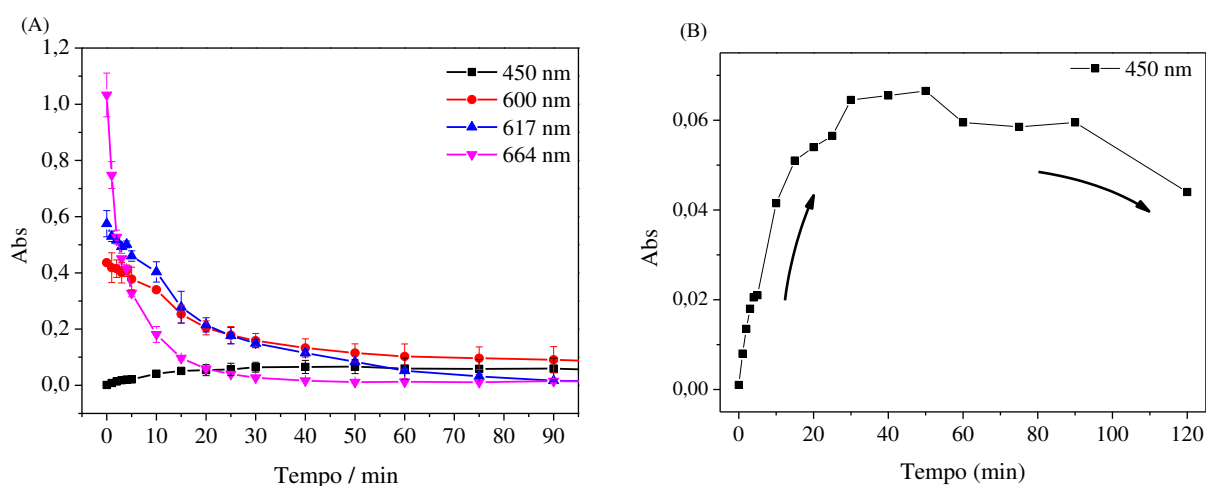 (A)
1,2
1,0
0,8
0,6
0,4
0,2
0,0
Abs
450 nm
600 nm
617 nm
664 nm
0 10 20 30 40 50 60 70 80 90
Tempo / min
(B)
0,06
0,04
0,02
0,00
Abs
450 nm
0 20 40 60 80 100 120
Tempo (min)